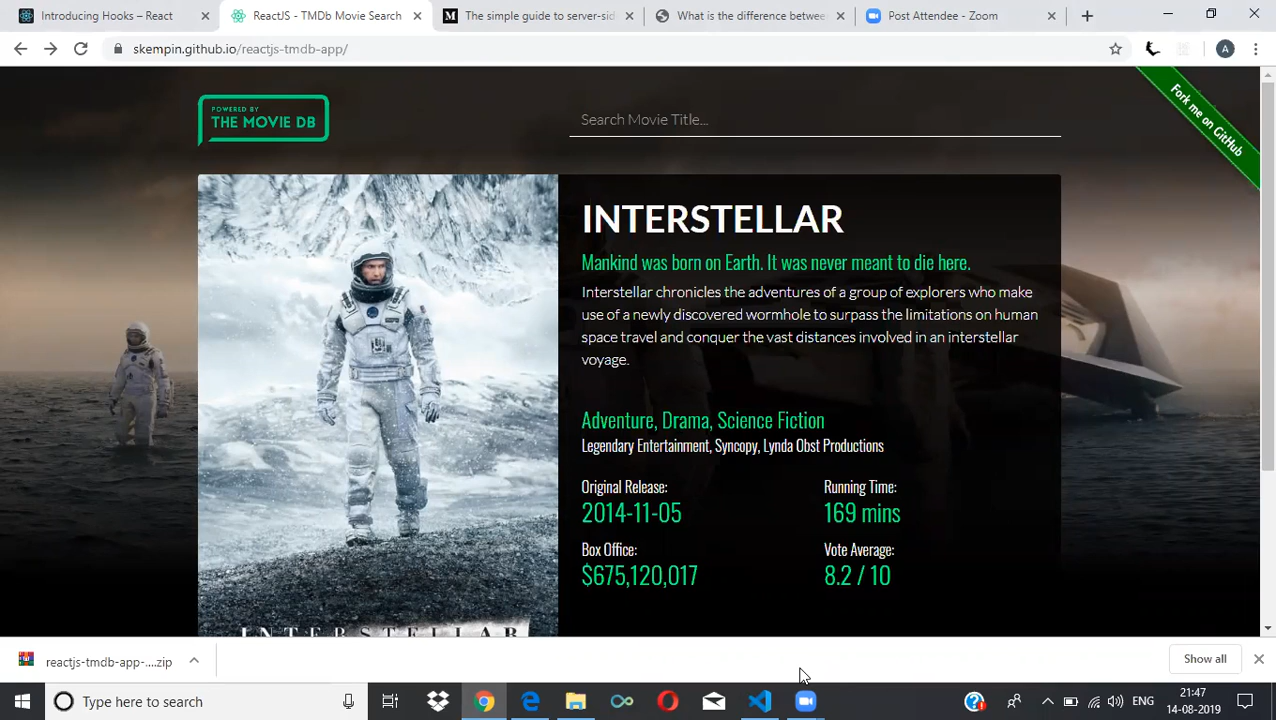 Introducing Hooks – React
ReactJS - TMDb Movie Search
The simple guide to server-sid
What is the difference betwee
Post Attendee - Zoom
skempin.github.io/reactjs-tmdb-app/
A
POWERED BY
THE MOVIE DB
Search Movie Title...
Fork me on GitHub
INTERSTELLAR
Mankind was born on Earth. It was never meant to die here.
Interstellar chronicles the adventures of a group of explorers who make
use of a newly discovered wormhole to surpass the limitations on human
space travel and conquer the vast distances involved in an interstellar
voyage.
Adventure, Drama, Science Fiction
Legendary Entertainment, Syncopy, Lynda Obst Productions
Original Release:
2014-11-05
Running Time:
169 mins
Box Office:
$675,120,017
Vote Average:
8.2 / 10
INTERSTELLAR
reactjs-tmdb-app-....zip
Show all
Type here to search
ENG
21:47
14-08-2019